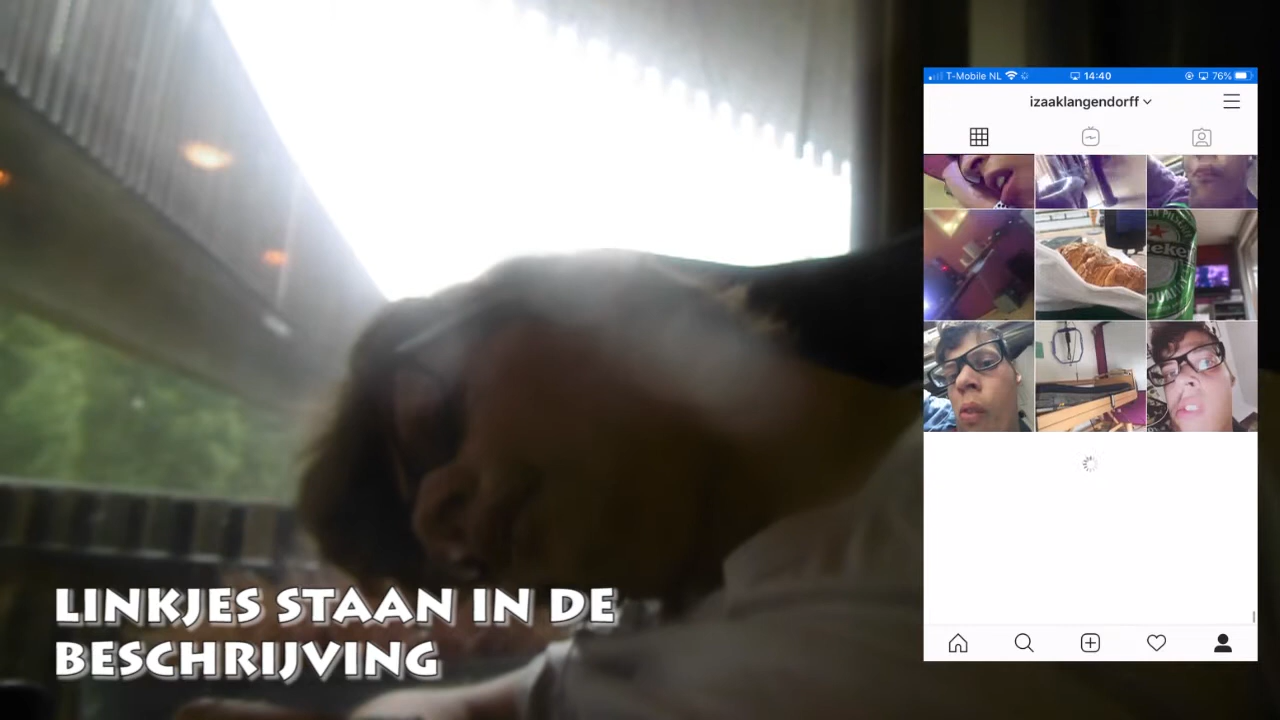 T-Mobile NL 14:40 76%
izaaklangendorff
LINKJES STAAN IN DE
BESCHRIJVING